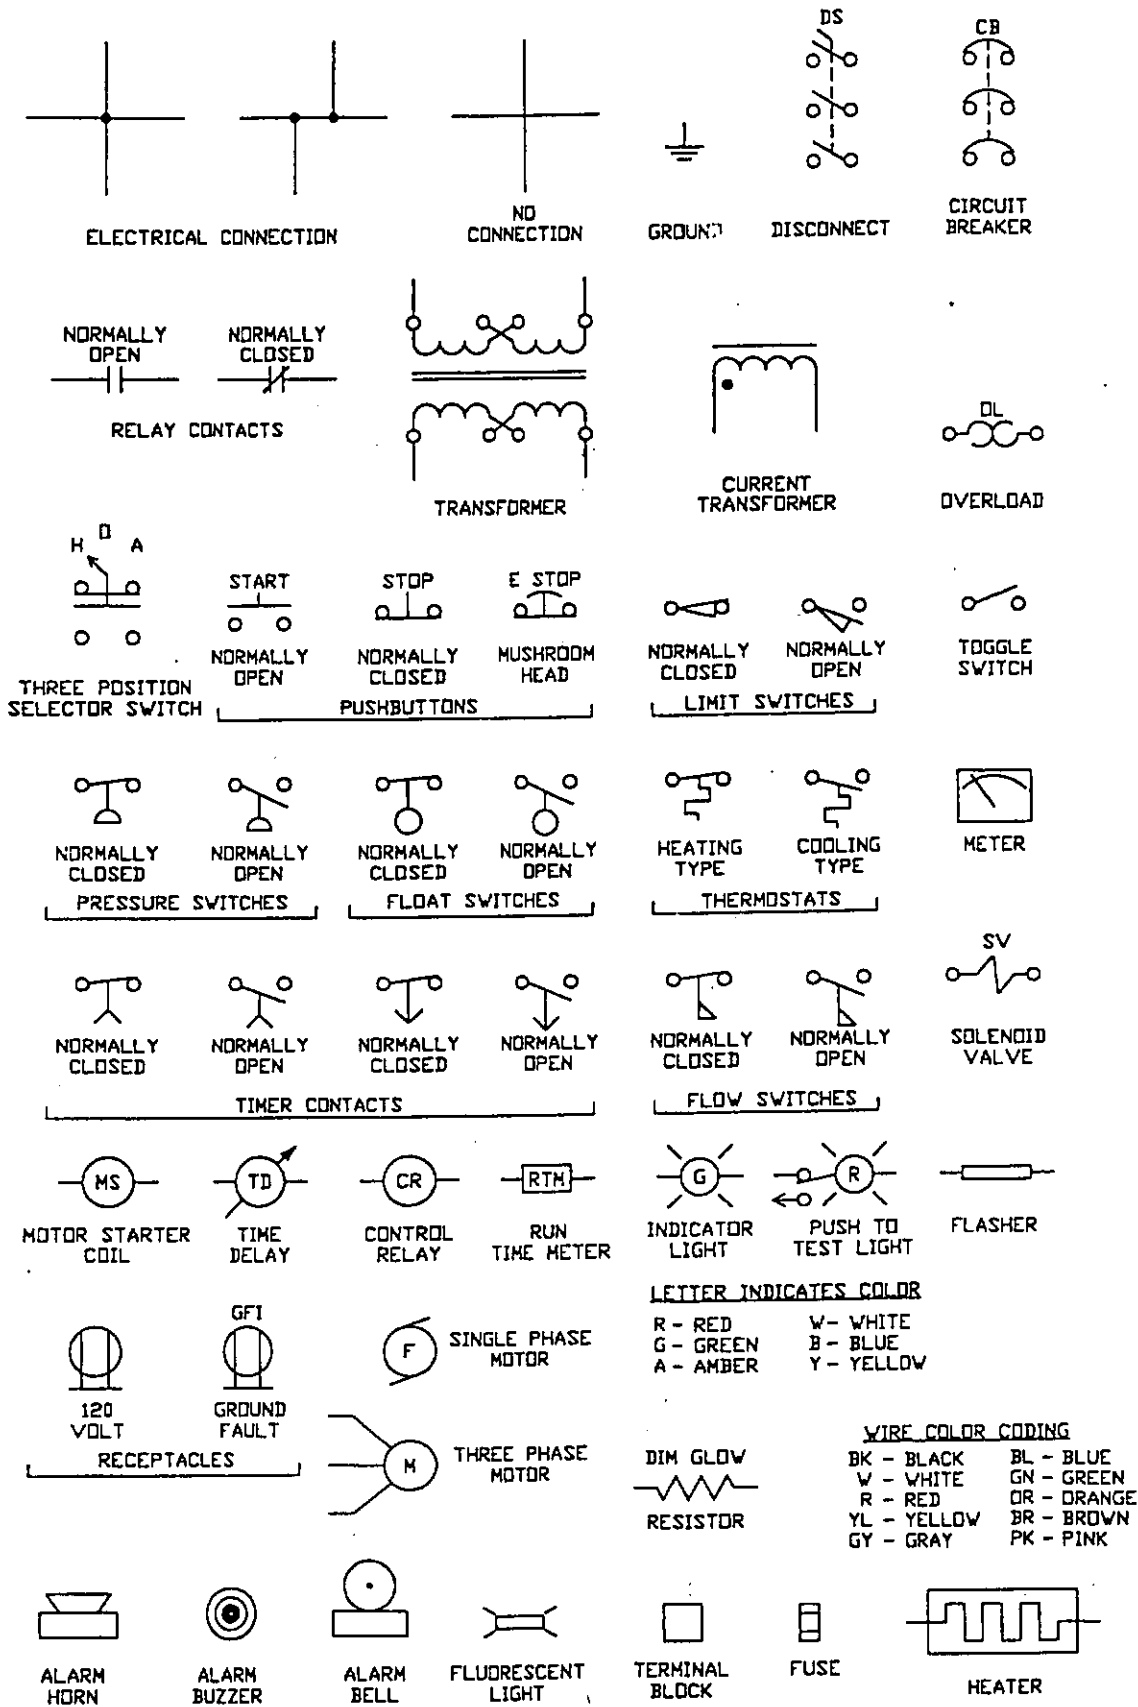 DS
CB
ELECTRICAL CONNECTION
NO
CONNECTION
GROUND
DISCONNECT
CIRCUIT
BREAKER
NORMALLY
OPEN
NORMALLY
CLOSED
RELAY CONTACTS
TRANSFORMER
CURRENT
TRANSFORMER
OL
OVERLOAD
H O A
THREE POSITION
SELECTOR SWITCH
START
NORMALLY
OPEN
STOP
NORMALLY
CLOSED
E STOP
MUSHROOM
HEAD
PUSHBUTTONS
NORMALLY
CLOSED
NORMALLY
OPEN
LIMIT SWITCHES
TOGGLE
SWITCH
NORMALLY
CLOSED
NORMALLY
OPEN
PRESSURE SWITCHES
NORMALLY
CLOSED
NORMALLY
OPEN
FLOAT SWITCHES
HEATING
TYPE
COOLING
TYPE
THERMOSTATS
METER
NORMALLY
CLOSED
NORMALLY
OPEN
NORMALLY
CLOSED
NORMALLY
OPEN
TIMER CONTACTS
NORMALLY
CLOSED
NORMALLY
OPEN
FLOW SWITCHES
SV
SOLENOID
VALVE
MS
MOTOR STARTER
COIL
TD
TIME
DELAY
CR
CONTROL
RELAY
RTM
RUN
TIME METER
G
INDICATOR
LIGHT
R
PUSH TO
TEST LIGHT
FLASHER
LETTER INDICATES COLOR
R - RED
G - GREEN
A - AMBER
W- WHITE
B - BLUE
Y - YELLOW
120
VOLT
GFI
GROUND
FAULT
RECEPTACLES
F
SINGLE PHASE
MOTOR
M
THREE PHASE
MOTOR
DIM GLOW
RESISTOR
WIRE COLOR CODING
BK - BLACK
W - WHITE
R - RED
YL - YELLOW
GY - GRAY
BL - BLUE
GN - GREEN
OR - ORANGE
BR - BROWN
PK - PINK
ALARM
HORN
ALARM
BUZZER
ALARM
BELL
FLUORESCENT
LIGHT
TERMINAL
BLOCK
FUSE
HEATER